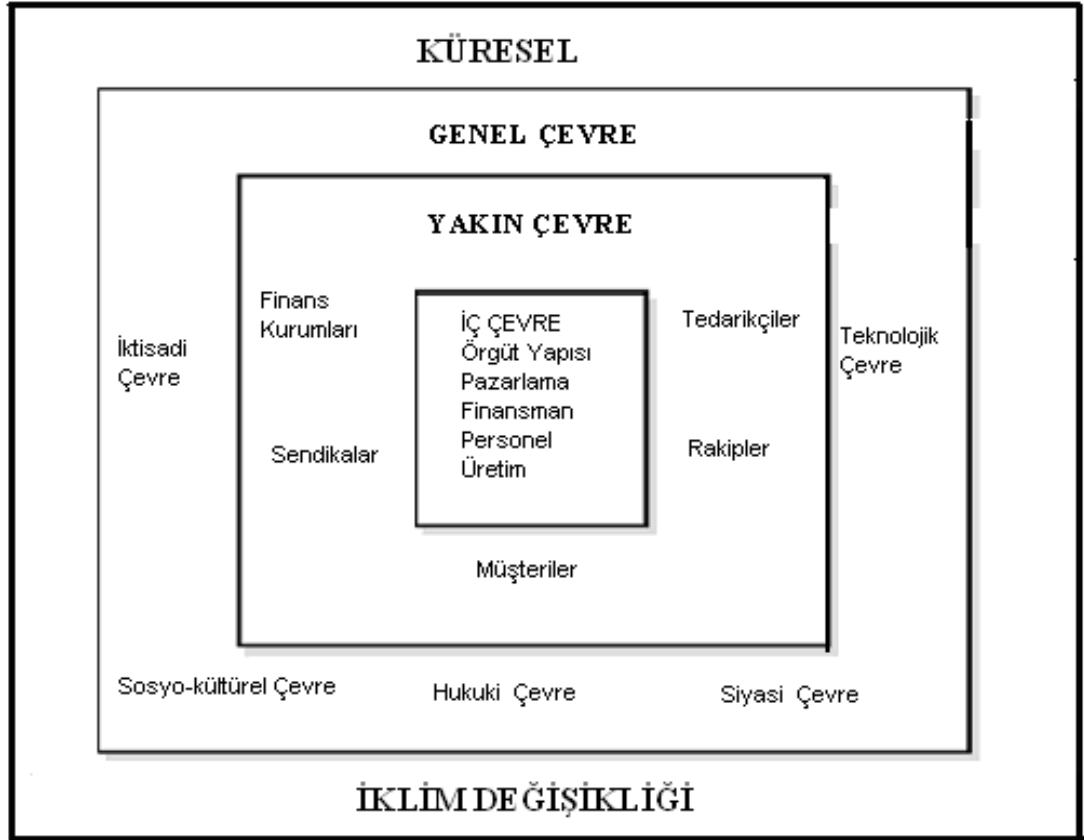 KÜRESEL
GENEL ÇEVRE
YAKIN ÇEVRE
Finans
Kurumları
İÇ ÇEVRE
Örgüt Yapısı
Pazarlama
Finansman
Personel
Üretim
Tedarikçiler
İktisadi
Çevre
Teknolojik
Çevre
Sendikalar
Rakipler
Müşteriler
Sosyo-kültürel Çevre
Hukuki Çevre
Siyasi Çevre
İKLİM DEĞİŞİKLİĞİ